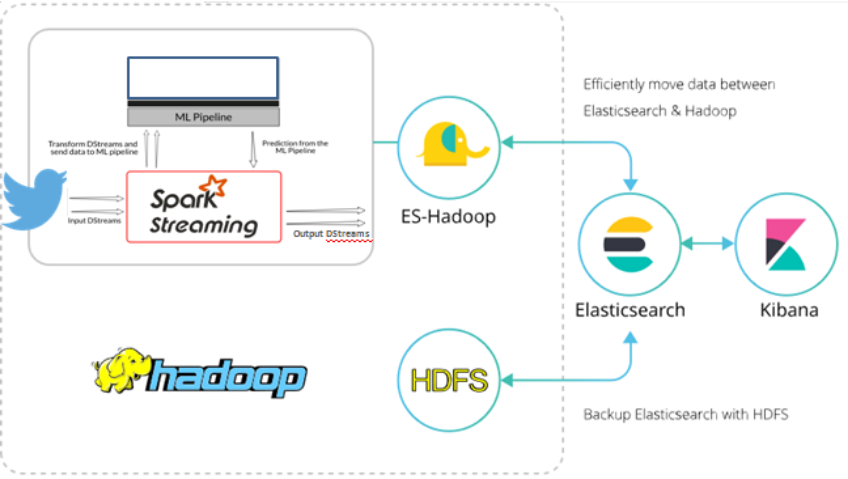 ML Pipeline
Transform DStreams and
send data to ML pipeline
Prediction from the
ML Pipeline
Spark
Streaming
Input DStreams
Output DStreams
ES-Hadoop
Efficiently move data between
Elasticsearch & Hadoop
Elasticsearch
Kibana
hadoop
HDFS
Backup Elasticsearch with HDFS